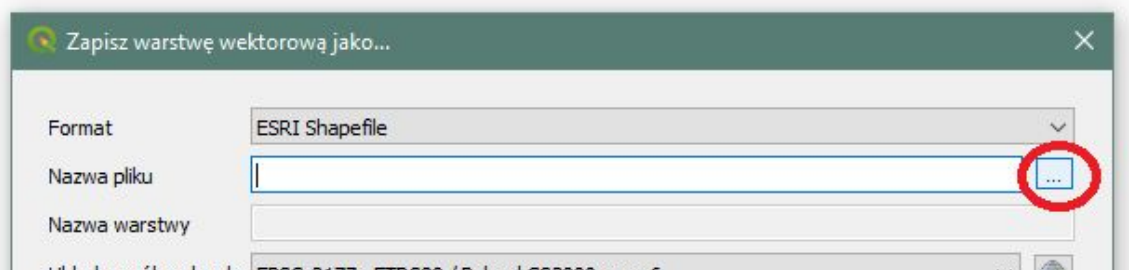 Zapisz warstwę wektorową jako...
Format ESRI Shapefile
Nazwa pliku ...
Nazwa warstwy